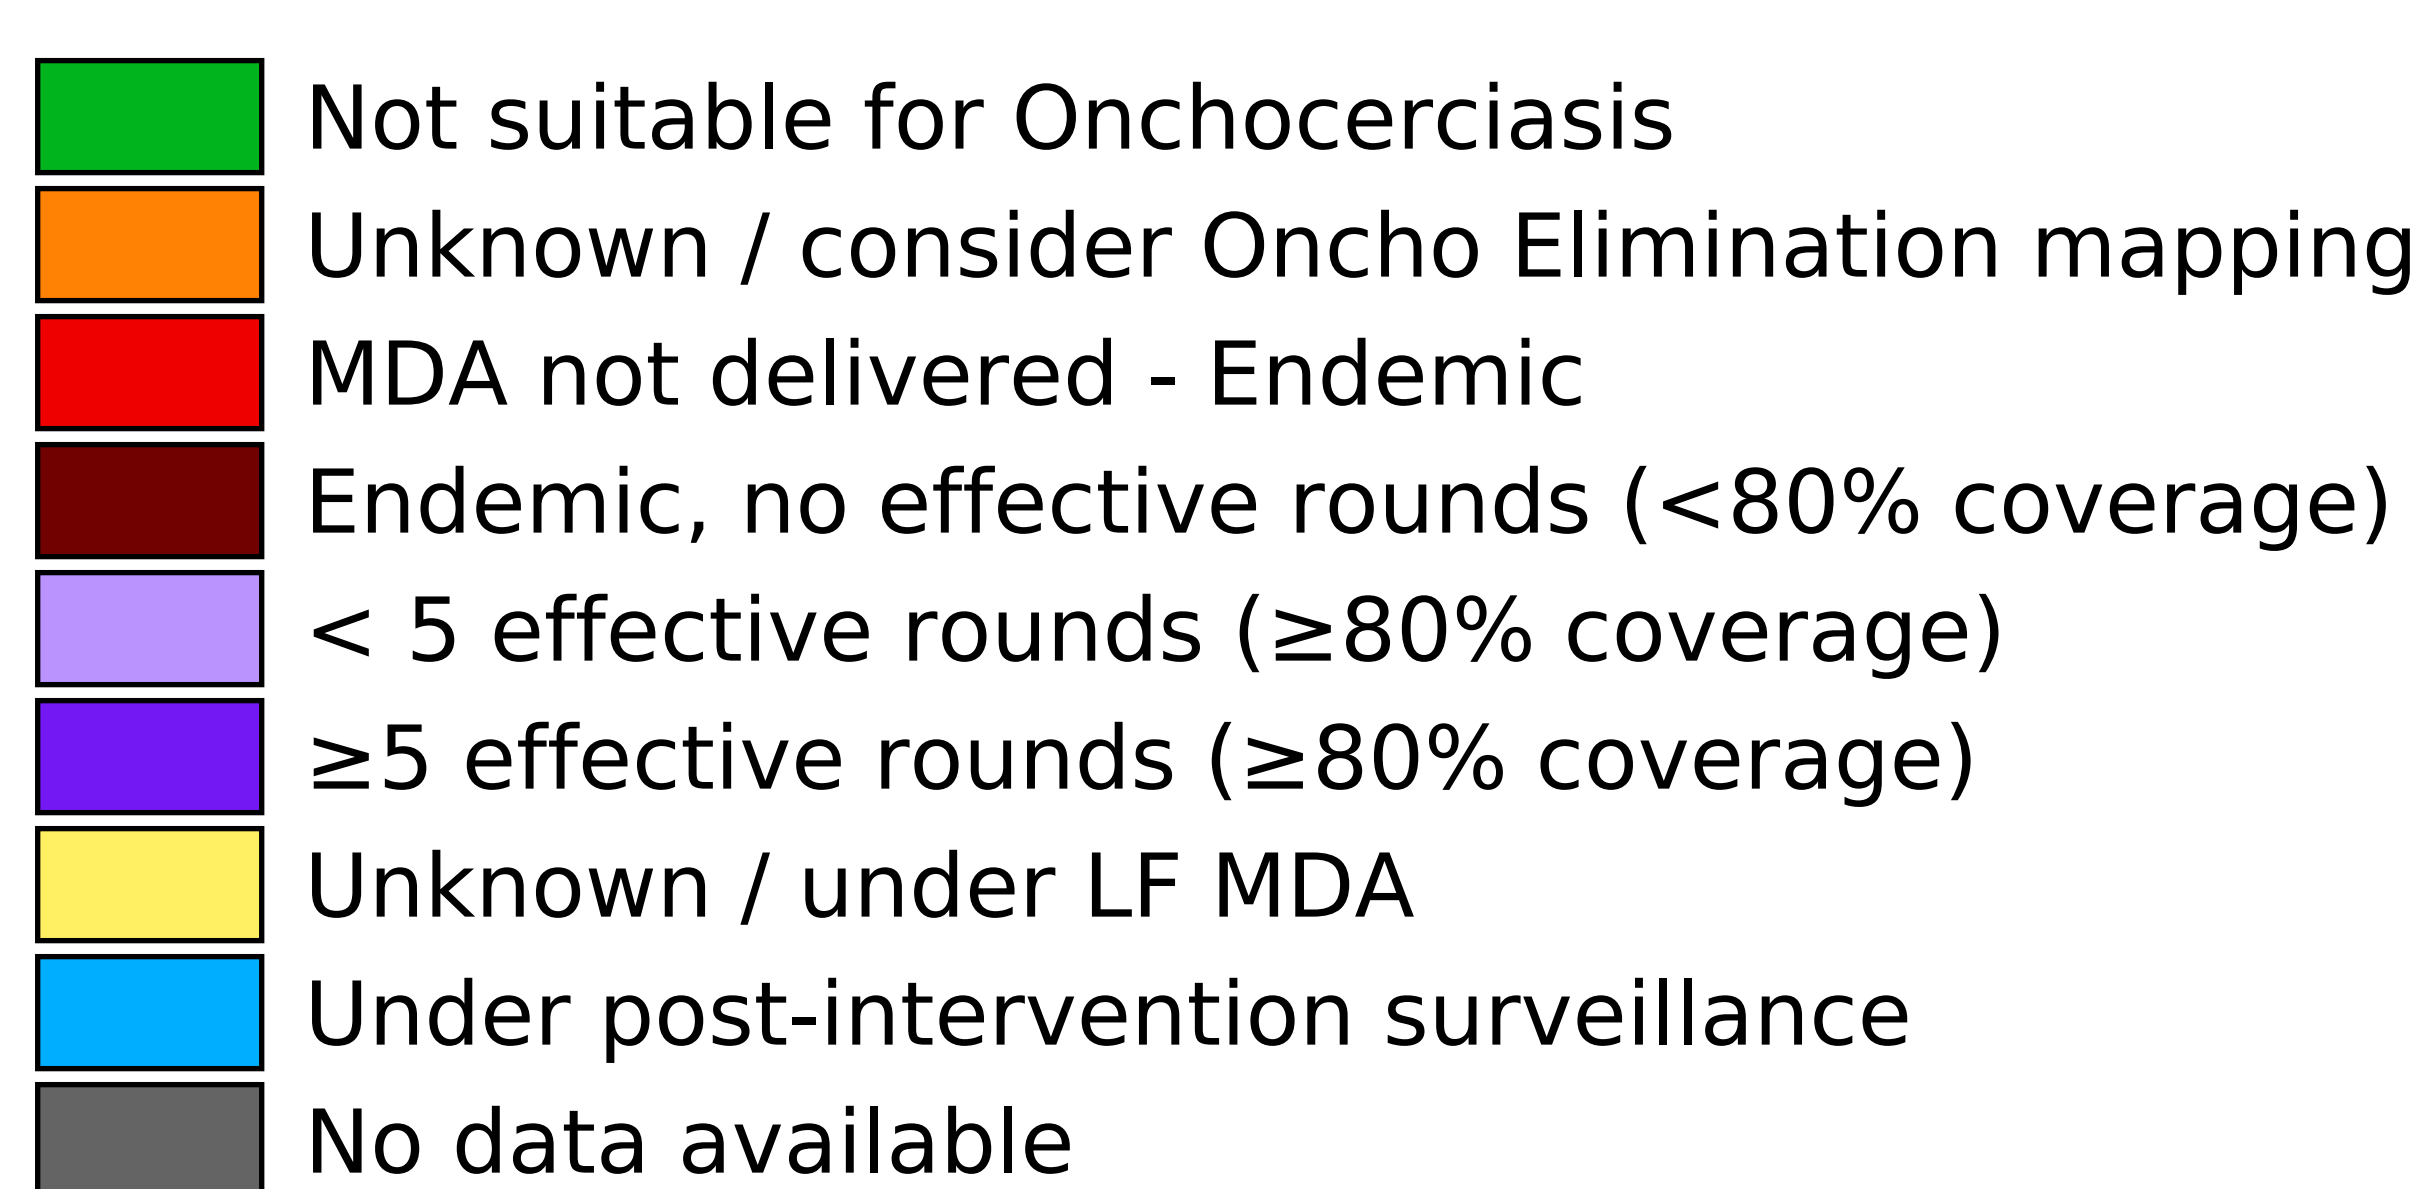 Not suitable for Onchocerciasis
Unknown / consider Oncho Elimination mapping
MDA not delivered - Endemic
Endemic, no effective rounds (<80% coverage)
< 5 effective rounds (≥80% coverage)
≥5 effective rounds (≥80% coverage)
Unknown / under LF MDA
Under post-intervention surveillance
No data available